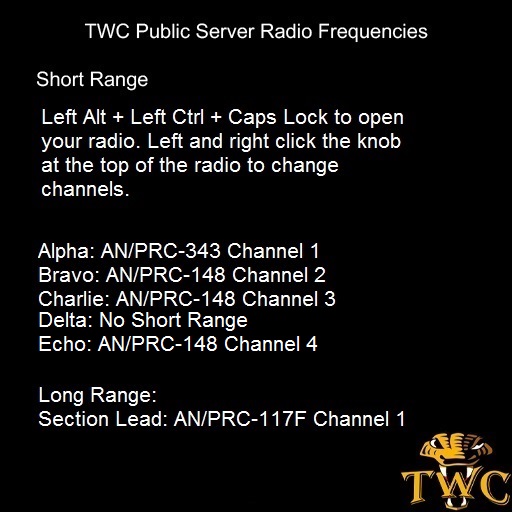 TWC Public Server Radio Frequencies
Short Range
Left Alt + Left Ctrl + Caps Lock to open
your radio. Left and right click the knob
at the top of the radio to change
channels.
Alpha: AN/PRC-343 Channel 1
Bravo: AN/PRC-148 Channel 2
Charlie: AN/PRC-148 Channel 3
Delta: No Short Range
Echo: AN/PRC-148 Channel 4
Long Range:
Section Lead: AN/PRC-117F Channel 1
TWC